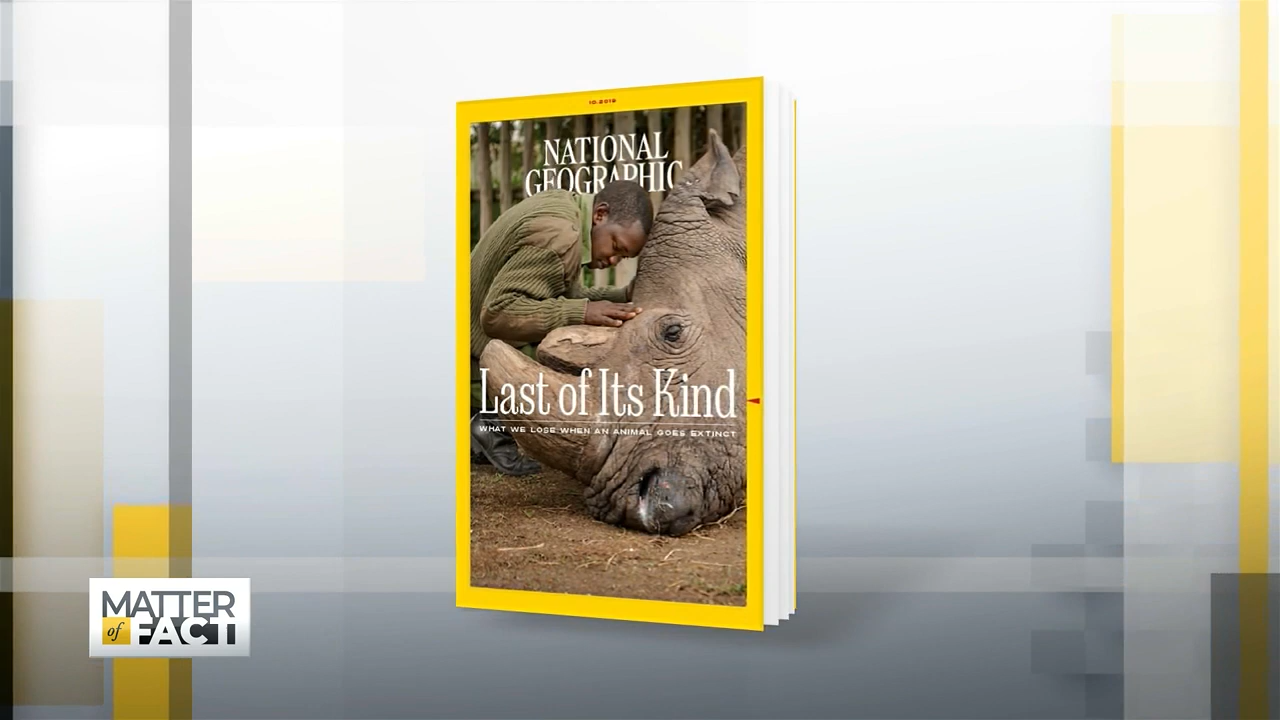 10.2019
NATIONAL
GEOGRAPHIC
Last of Its Kind
WHAT WE LOSE WHEN AN ANIMAL GOES EXTINCT
MATTER
of FACT